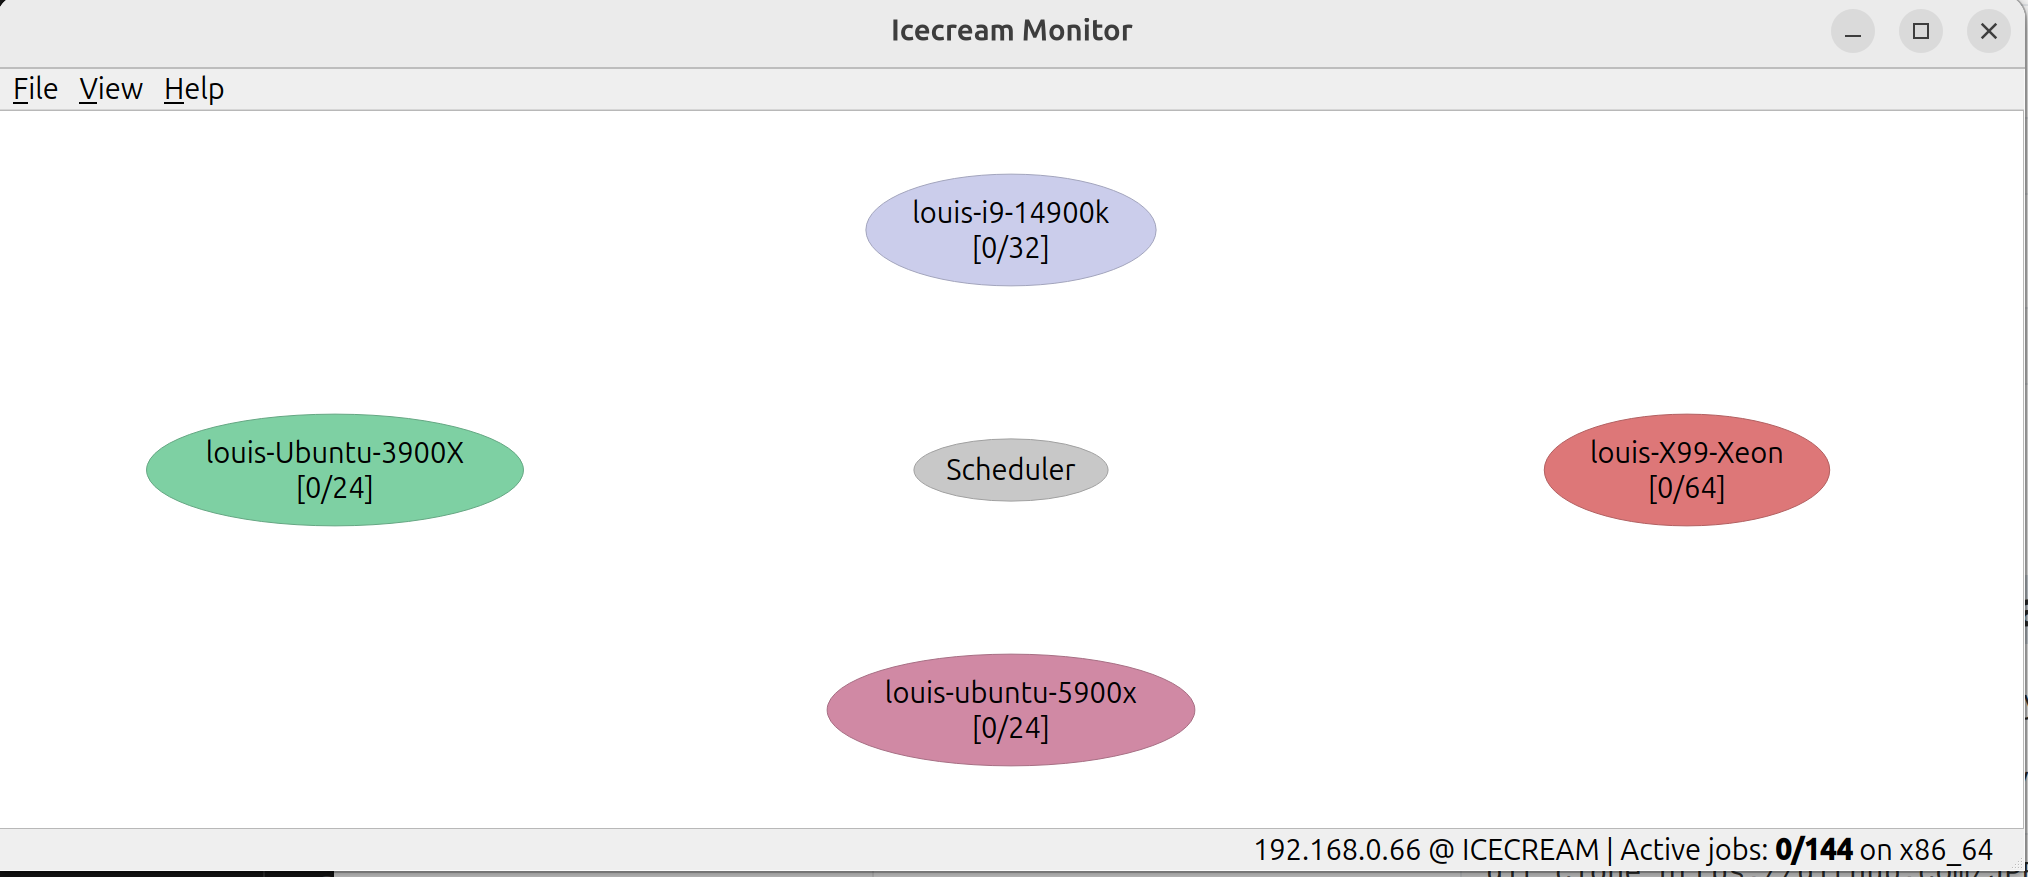 Icecream Monitor
File View Help
louis-i9-14900k
[0/32]
louis-Ubuntu-3900X
[0/24]
Scheduler
louis-X99-Xeon
[0/64]
louis-ubuntu-5900x
[0/24]
192.168.0.66 @ ICECREAM | Active jobs: 0/144 on x86_64